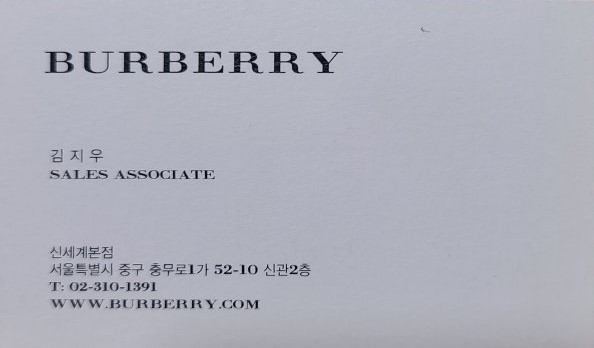 BURBERRY
김 지 우
SALES ASSOCIATE
신세계본점
서울특별시 중구 충무로1가 52-10 신관2층
T: 02-310-1391
WWW.BURBERRY.COM